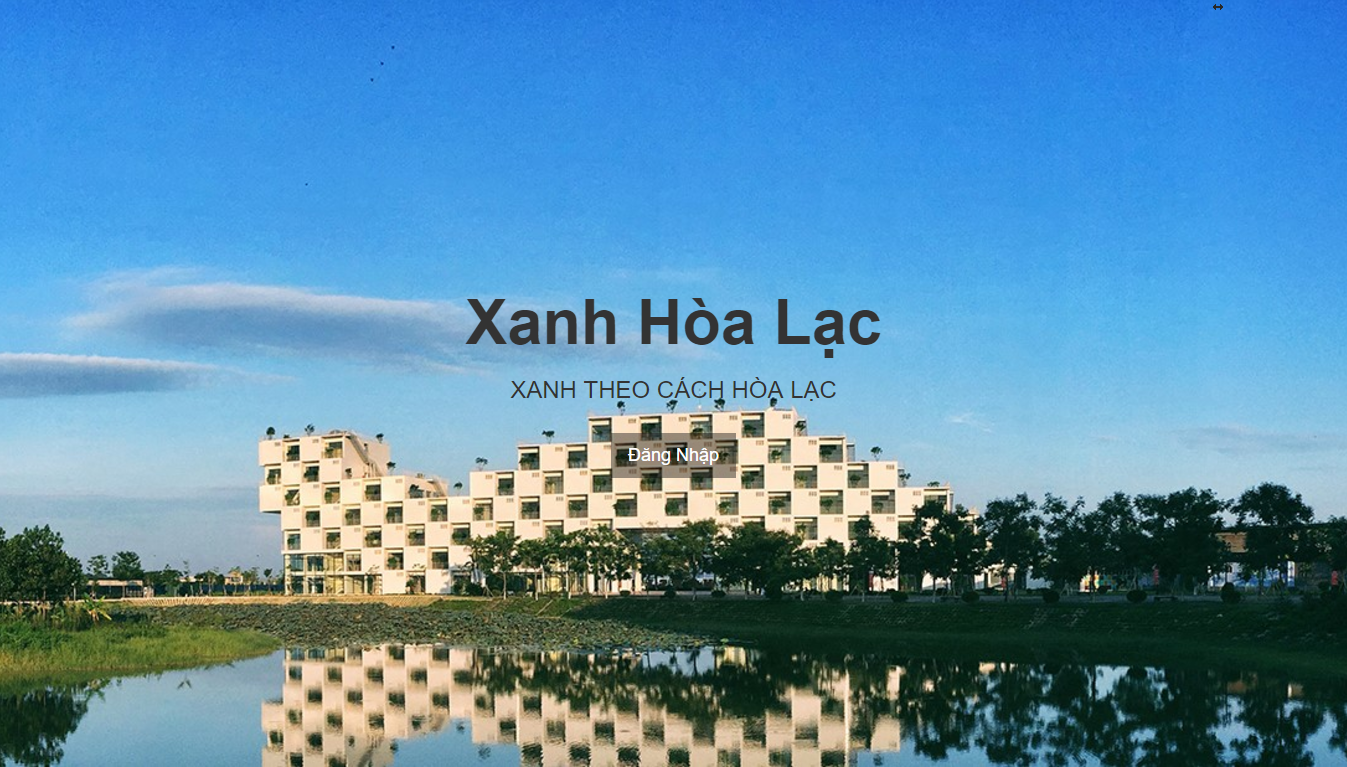 Xanh Hòa Lạc
XANH THEO CÁCH HÒA LẠC
Đăng Nhập